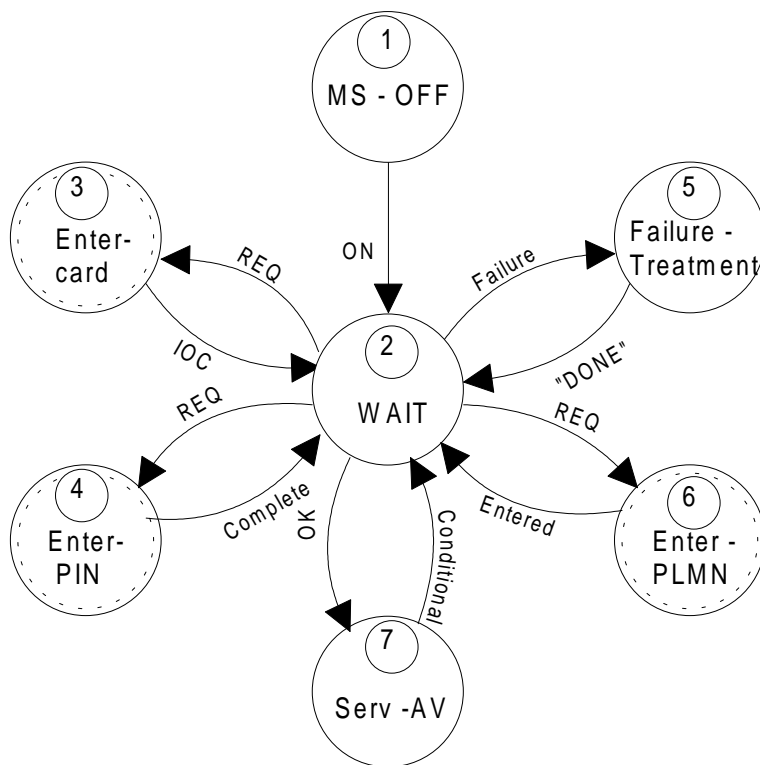 1
MS - OFF
3
Enter-
card
5
Failure -
Treatment
REQ
ON
Failure
IOC
2
WAIT
"DONE"
REQ
REQ
4
Enter-
PIN
Complete
OK
Conditional
Entered
6
Enter -
PLMN
7
Serv -AV